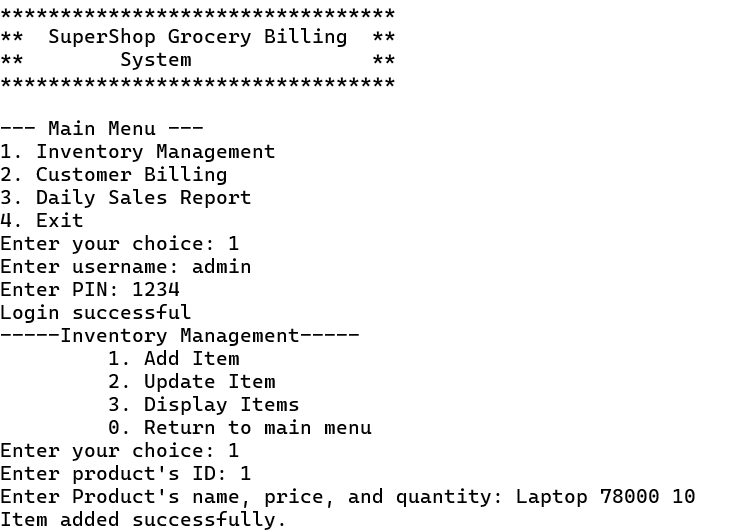 *********************************
**  SuperShop Grocery Billing  **
**        System               **
*********************************

--- Main Menu ---
1. Inventory Management
2. Customer Billing
3. Daily Sales Report
4. Exit
Enter your choice: 1
Enter username: admin
Enter PIN: 1234
Login successful
-----Inventory Management-----
         1. Add Item
         2. Update Item
         3. Display Items
         0. Return to main menu
Enter your choice: 1
Enter product's ID: 1
Enter Product's name, price, and quantity: Laptop 78000 10
Item added successfully.